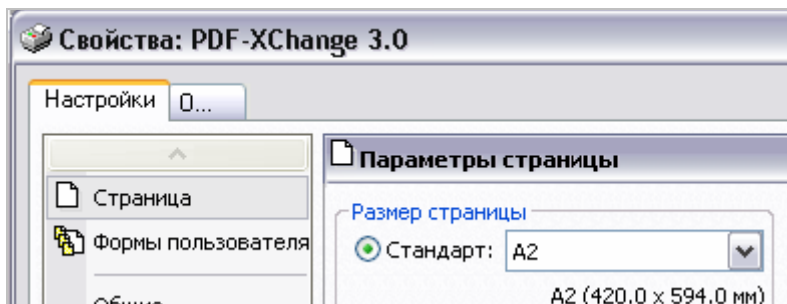 Свойства: PDF-XChange 3.0
Настройки О...
Параметры страницы
Страница
Размер страницы
Формы пользователя
Стандарт: A2
A2 (420.0 x 594.0 мм)
Общие